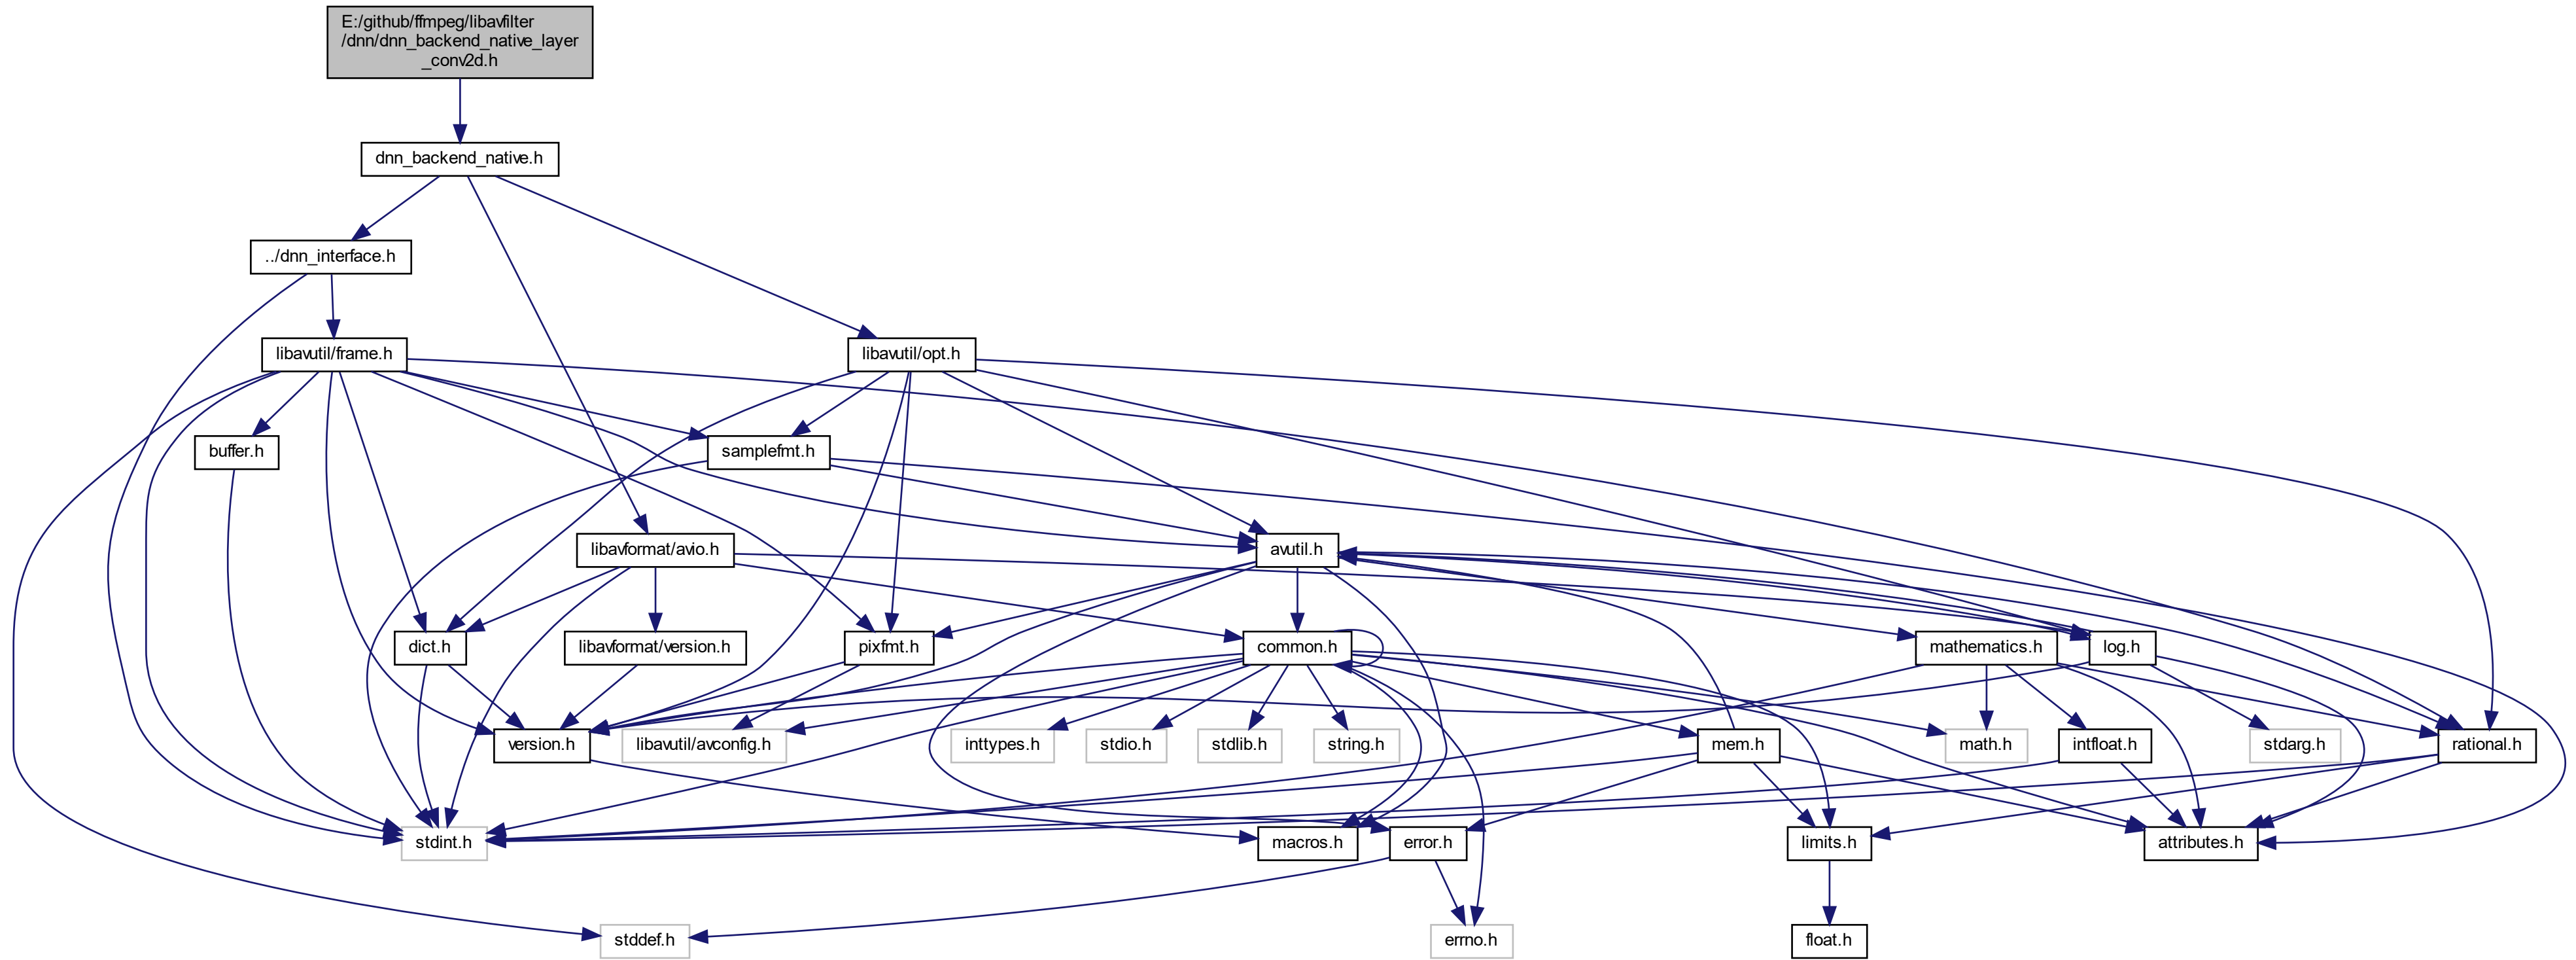 E:/github/ffmpeg/libavfilter
/dnn/dnn_backend_native_layer
_conv2d.h
dnn_backend_native.h
../dnn_interface.h
libavutil/frame.h
libavutil/opt.h
buffer.h
samplefmt.h
libavformat/avio.h
avutil.h
dict.h
libavformat/version.h
pixfmt.h
common.h
mathematics.h
log.h
version.h
libavutil/avconfig.h
inttypes.h
stdio.h
stdlib.h
string.h
mem.h
math.h
intfloat.h
stdarg.h
rational.h
stdint.h
macros.h
error.h
limits.h
attributes.h
stddef.h
errno.h
float.h